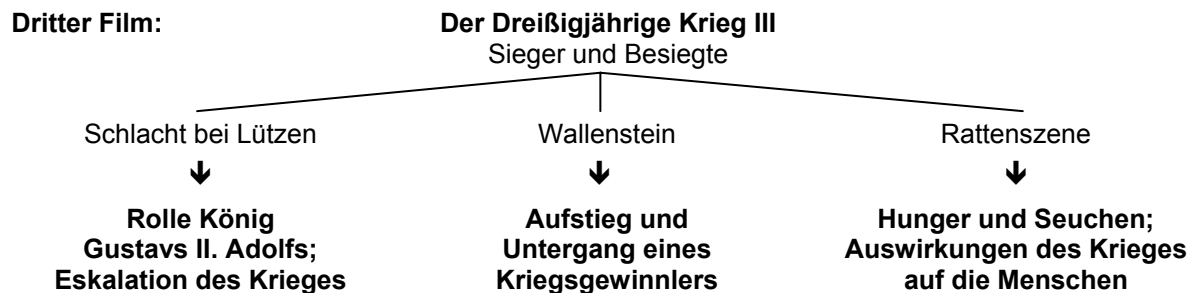 Dritter Film: Der Dreißigjährige Krieg III
Sieger und Besiegte
Schlacht bei Lützen Wallenstein Rattenszene
Rolle König
Gustavs II. Adolfs;
Eskalation des Krieges
Aufstieg und
Untergang eines
Kriegsgewinnlers
Hunger und Seuchen;
Auswirkungen des Krieges
auf die Menschen